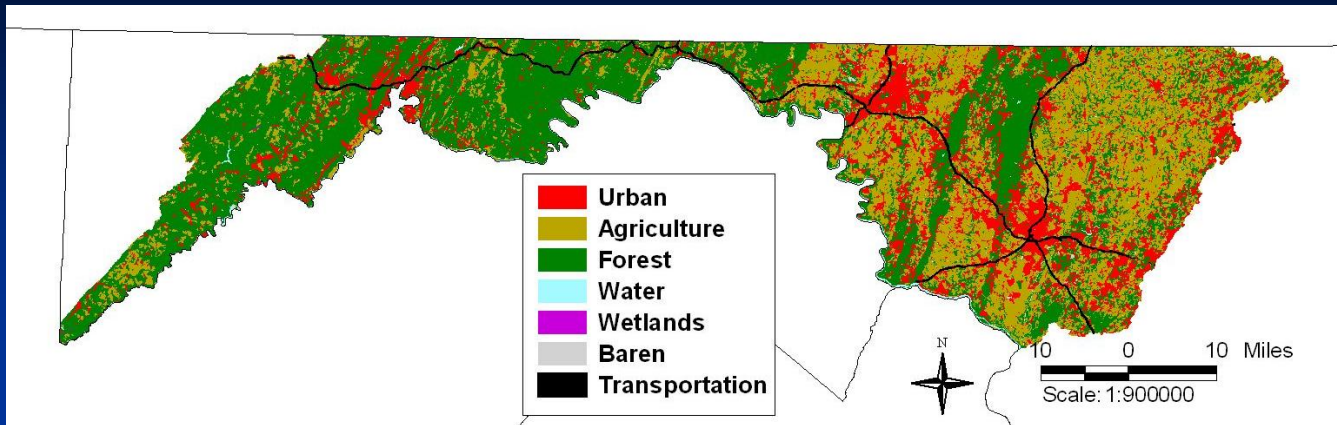 Urban
Agriculture
Forest
Water
Wetlands
Baren
Transportation
N
10 0 10 Miles
Scale: 1:900000